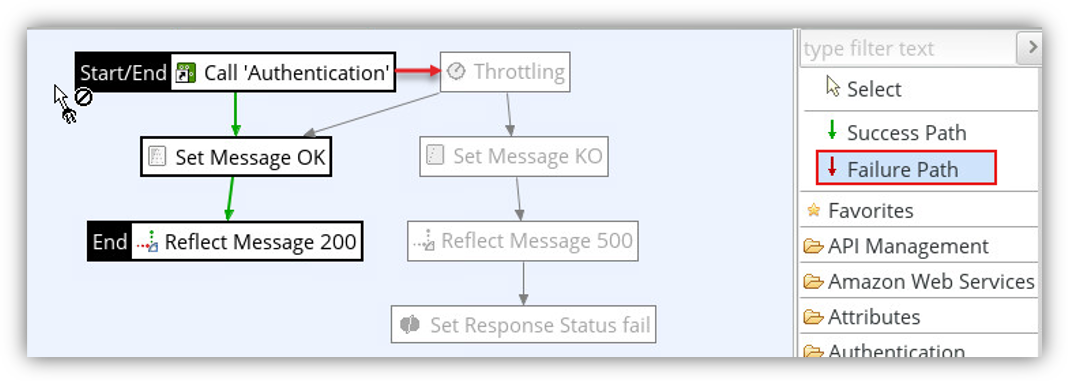 Start/End Call 'Authentication'
Throttling
Set Message OK
Set Message KO
End Reflect Message 200
Reflect Message 500
Set Response Status fail
type filter text
Select
Success Path
Failure Path
Favorites
API Management
Amazon Web Services
Attributes
Authentication